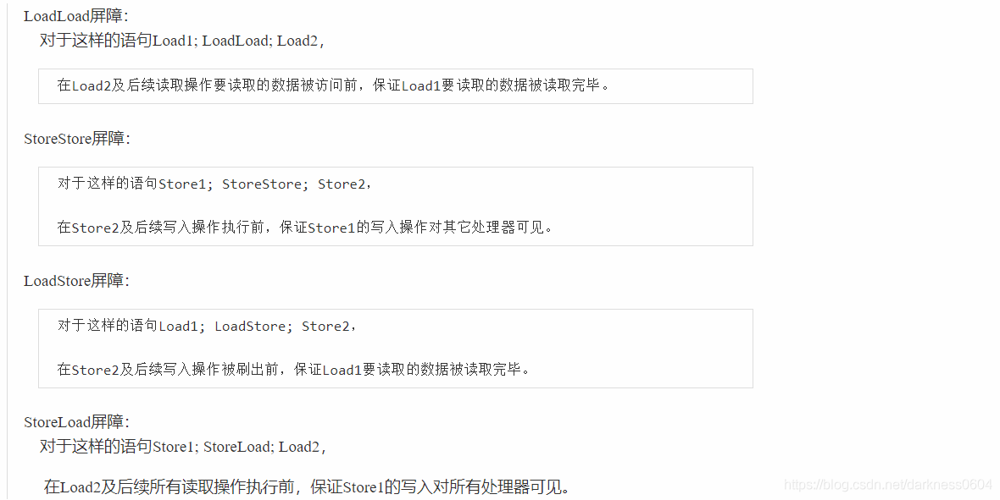 LoadLoad屏障：
对于这样的语句Load1; LoadLoad; Load2，
在Load2及后续读取操作要读取的数据被访问前，保证Load1要读取的数据被读取完毕。
StoreStore屏障：
对于这样的语句Store1; StoreStore; Store2，
在Store2及后续写入操作执行前，保证Store1的写入操作对其它处理器可见。
LoadStore屏障：
对于这样的语句Load1; LoadStore; Store2，
在Store2及后续写入操作被刷出前，保证Load1要读取的数据被读取完毕。
StoreLoad屏障：
对于这样的语句Store1; StoreLoad; Load2，
在Load2及后续所有读取操作执行前，保证Store1的写入对所有处理器可见。
https://blog.csdn.net/darkness0604